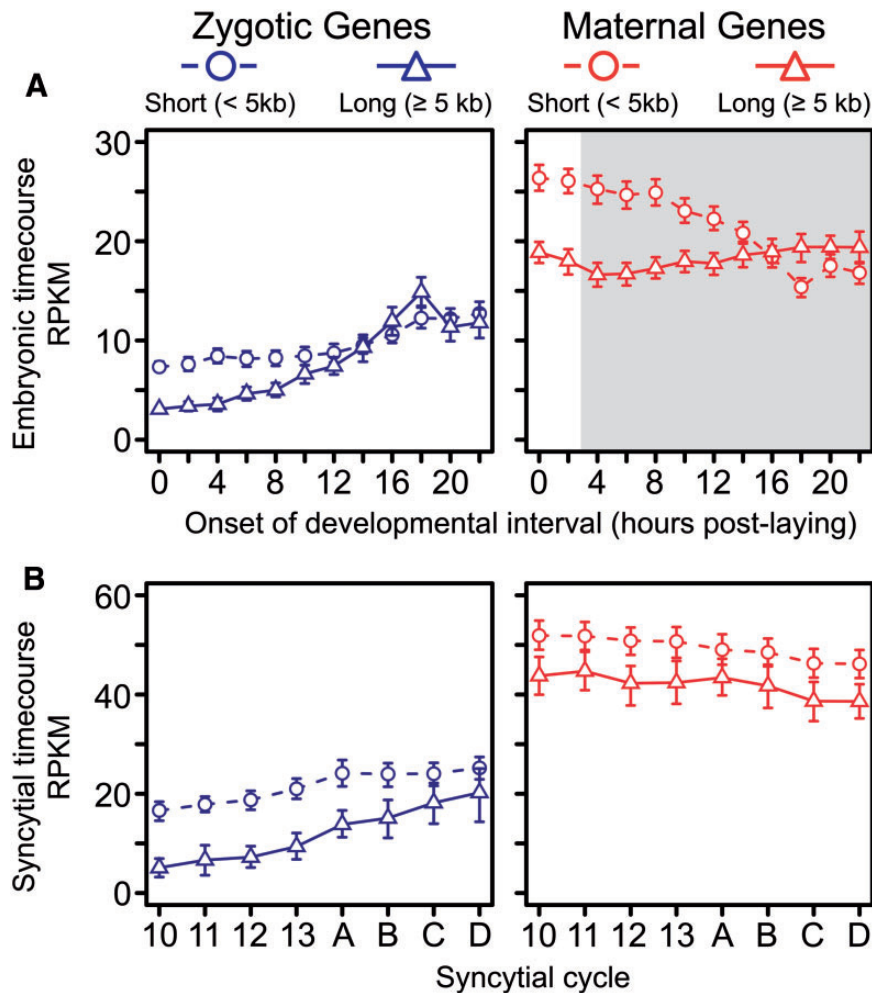 Zygotic Genes Maternal Genes
A
Short (< 5kb) Long (≥ 5 kb) Short (< 5kb) Long (≥ 5 kb)
Embryonic timecourse
RPKM
30
20
10
0
0 4 8 12 16 20 0 4 8 12 16 20
Onset of developmental interval (hours post-laying)
B
Syncytial timecourse
RPKM
60
40
20
0
10 11 12 13 A B C D 10 11 12 13 A B C D
Syncytial cycle